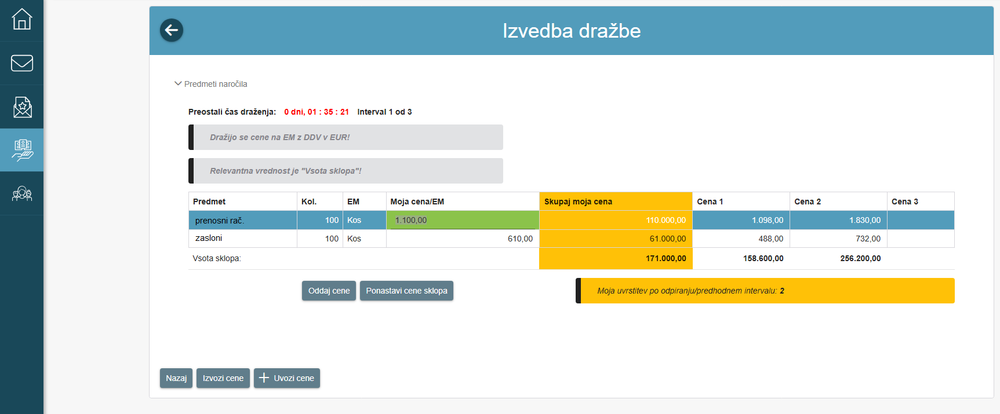 Izvedba dražbe
Predmeti naročila
Preostali čas draženja: 0 dni, 01 : 35 : 21 Interval 1 od 3
Dražijo se cene na EM z DDV v EUR!
Relevantna vrednost je "Vsota sklopa"!
Predmet Kol. EM Moja cena/EM Skupaj moja cena Cena 1 Cena 2 Cena 3
prenosni rač. 100 Kos 1.100,00 110.000,00 1.098,00 1.830,00
zasloni 100 Kos 610,00 61.000,00 488,00 732,00
Vsota sklopa: 171.000,00 158.600,00 256.200,00
Oddaj cene Ponastavi cene sklopa Moja uvrstitev po odpiranju/predhodnem intervalu: 2
Nazaj Izvozi cene Uvozi cene